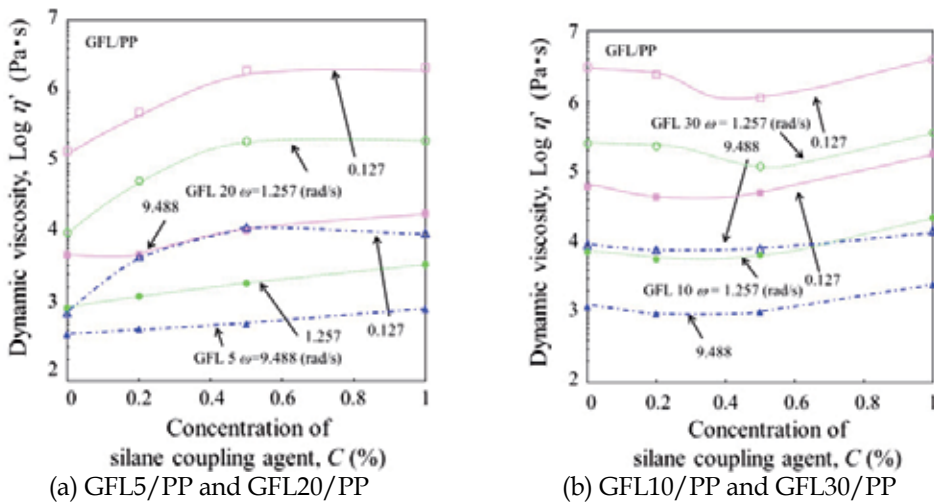 7
6
5
4
3
2
Dynamic viscosity, Log η' (Pa•s)
GFL/PP
0.127
GFL 20 ω=1.257 (rad/s)
9.488
1.257
0.127
GFL 5 ω=9.488 (rad/s)
0 0.2 0.4 0.6 0.8 1
Concentration of
silane coupling agent, C (%)
(a) GFL5/PP and GFL20/PP
7
6
5
4
3
2
Dynamic viscosity, Log η' (Pa•s)
GFL/PP
GFL 30 ω = 1.257 (rad/s)
9.488
0.127
GFL 10 ω = 1.257 (rad/s)
0.127
9.488
0 0.2 0.4 0.6 0.8 1
Concentration of
silane coupling agent, C (%)
(b) GFL10/PP and GFL30/PP